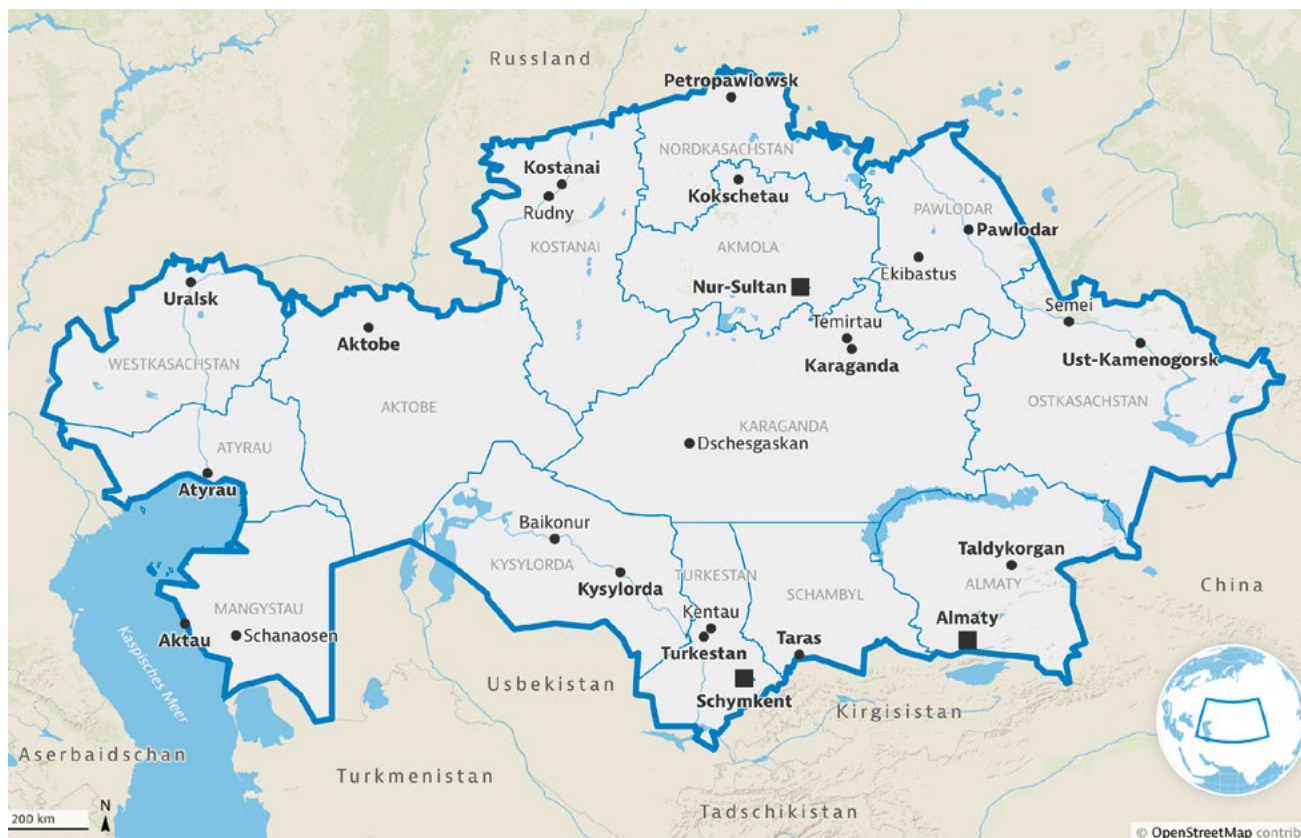 Russland
Petropawlowsk
NORDKASACHSTAN
Kostanai
Kokschetau
Rudny
PAWLODAR
Pawlodar
KOSTANAI
AKMOLA
Ekibastus
Uralsk
Nur-Sultan
Semei
Temirtau
Aktobe
Ust-Kamenogorsk
WESTKASACHSTAN
Karaganda
AKTOBE
OSTKASACHSTAN
KARAGANDA
Dschesgaskan
ATYRAU
Atyrau
Baikonur
Taldykorgan
KYSYLORDA
TURKESTAN
Kysylorda
ALMATY
China
SCHAMBYL
MANGYSTAU
Kentau
Almaty
Aktau
Schanaosen
Taras
Turkestan
Kaspisches Meer
Usbekistan
Schymkent
Kirgisistan
Aserbaidschan
Turkmenistan
Tadschikistan
N
200 km
© OpenStreetMap contrib